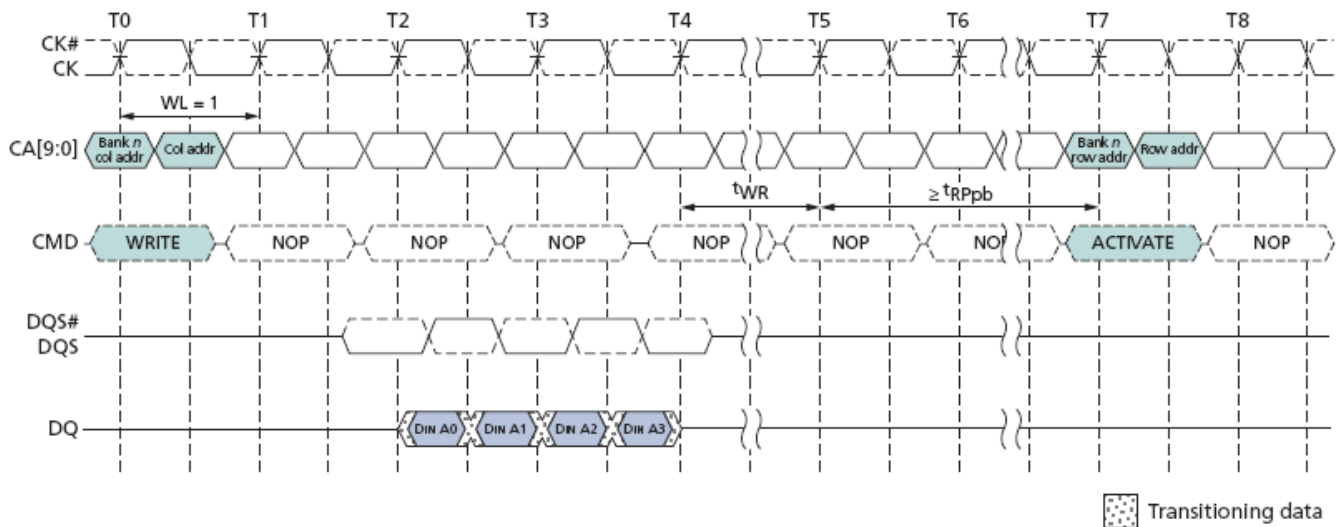 T0 T1 T2 T3 T4 T5 T6 T7 T8
CK#
CK
WL = 1
CA[9:0] Bank n col addr Col addr Bank n row addr Row addr
tWR ≥ tRPpb
CMD WRITE NOP NOP NOP NOP NOP NOP ACTIVATE NOP
DQS#
DQS
DQ DIN A0 DIN A1 DIN A2 DIN A3
Transitioning data